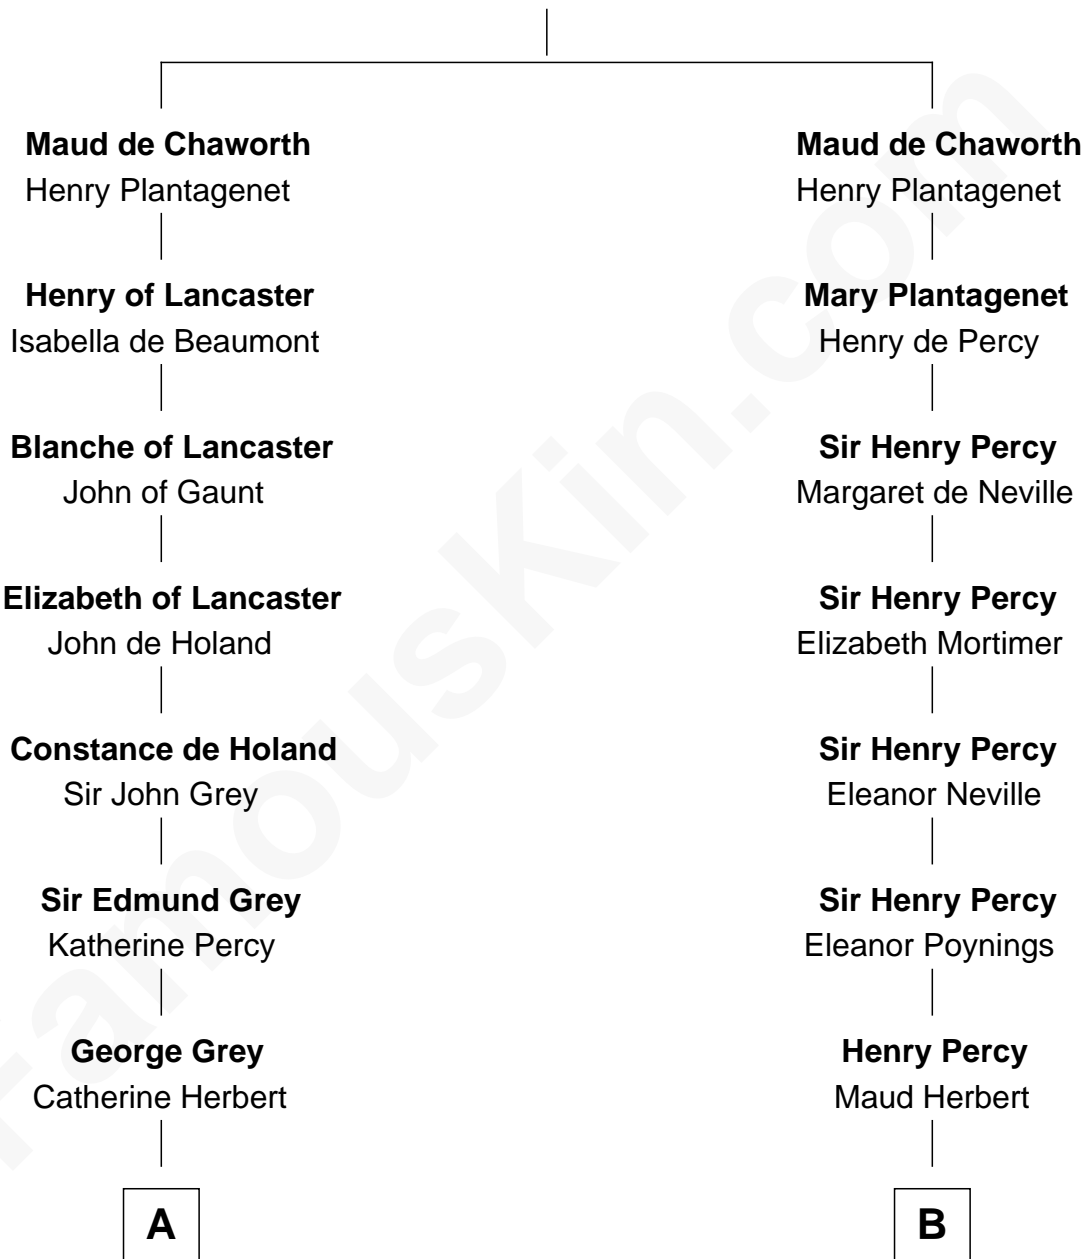 Maud de Chaworth
Henry Plantagenet
Henry of Lancaster
Isabella de Beaumont
Blanche of Lancaster
John of Gaunt
Elizabeth of Lancaster
John de Holand
Constance de Holand
Sir John Grey
Sir Edmund Grey
Katherine Percy
George Grey
Catherine Herbert
A
Maud de Chaworth
Henry Plantagenet
Mary Plantagenet
Henry de Percy
Sir Henry Percy
Margaret de Neville
Sir Henry Percy
Elizabeth Mortimer
Sir Henry Percy
Eleanor Neville
Sir Henry Percy
Eleanor Poynings
Henry Percy
Maud Herbert
B
FamousKin.com